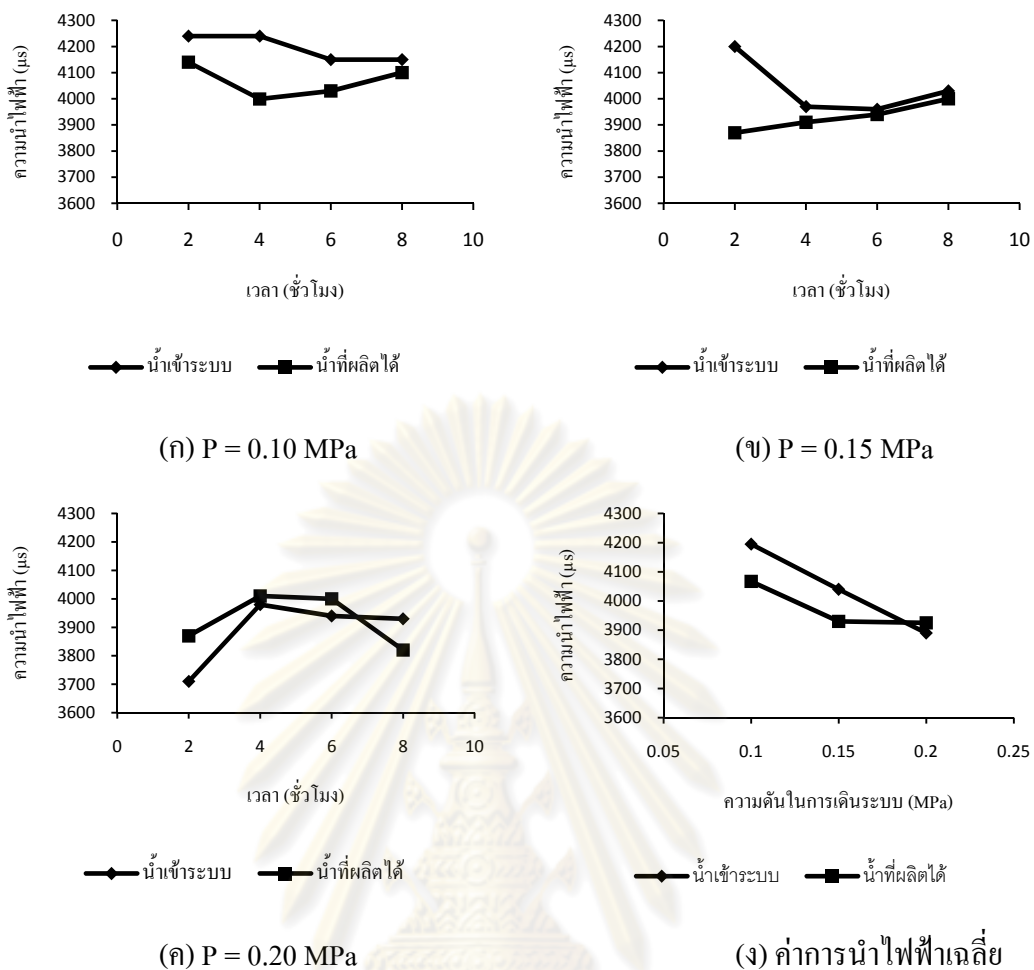 4300
4200
4100
4000
3900
3800
3700
3600
ความนำไฟฟ้า (µs)
0 2 4 6 8 10
เวลา (ชั่วโมง)
น้ำเข้าระบบ น้ำที่ผลิตได้
(ก) P = 0.10 MPa
4300
4200
4100
4000
3900
3800
3700
3600
ความนำไฟฟ้า (µs)
0 2 4 6 8 10
เวลา (ชั่วโมง)
น้ำเข้าระบบ น้ำที่ผลิตได้
(ข) P = 0.15 MPa
4300
4200
4100
4000
3900
3800
3700
3600
ความนำไฟฟ้า (µs)
0 2 4 6 8 10
เวลา (ชั่วโมง)
น้ำเข้าระบบ น้ำที่ผลิตได้
(ค) P = 0.20 MPa
4300
4200
4100
4000
3900
3800
3700
3600
ความนำไฟฟ้า (µs)
0.05 0.1 0.15 0.2 0.25
ความดันในการเดินระบบ (MPa)
น้ำเข้าระบบ น้ำที่ผลิตได้
(ง) ค่าการนำไฟฟ้าเฉลี่ย